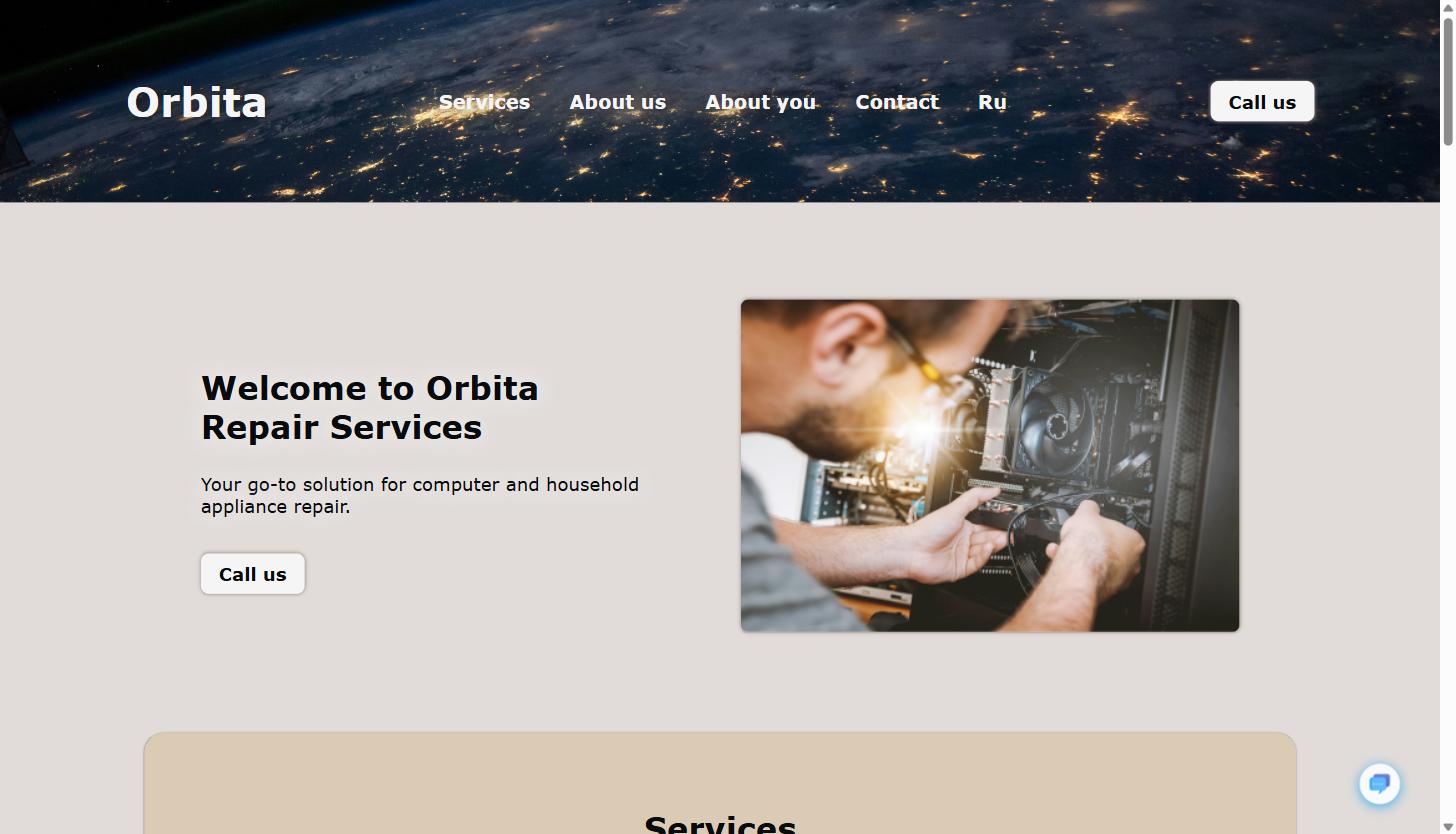 Orbita
Services
About us
About you
Contact
Ru
Call us
Welcome to Orbita
Repair Services
Your go-to solution for computer and household
appliance repair.
Call us
Services